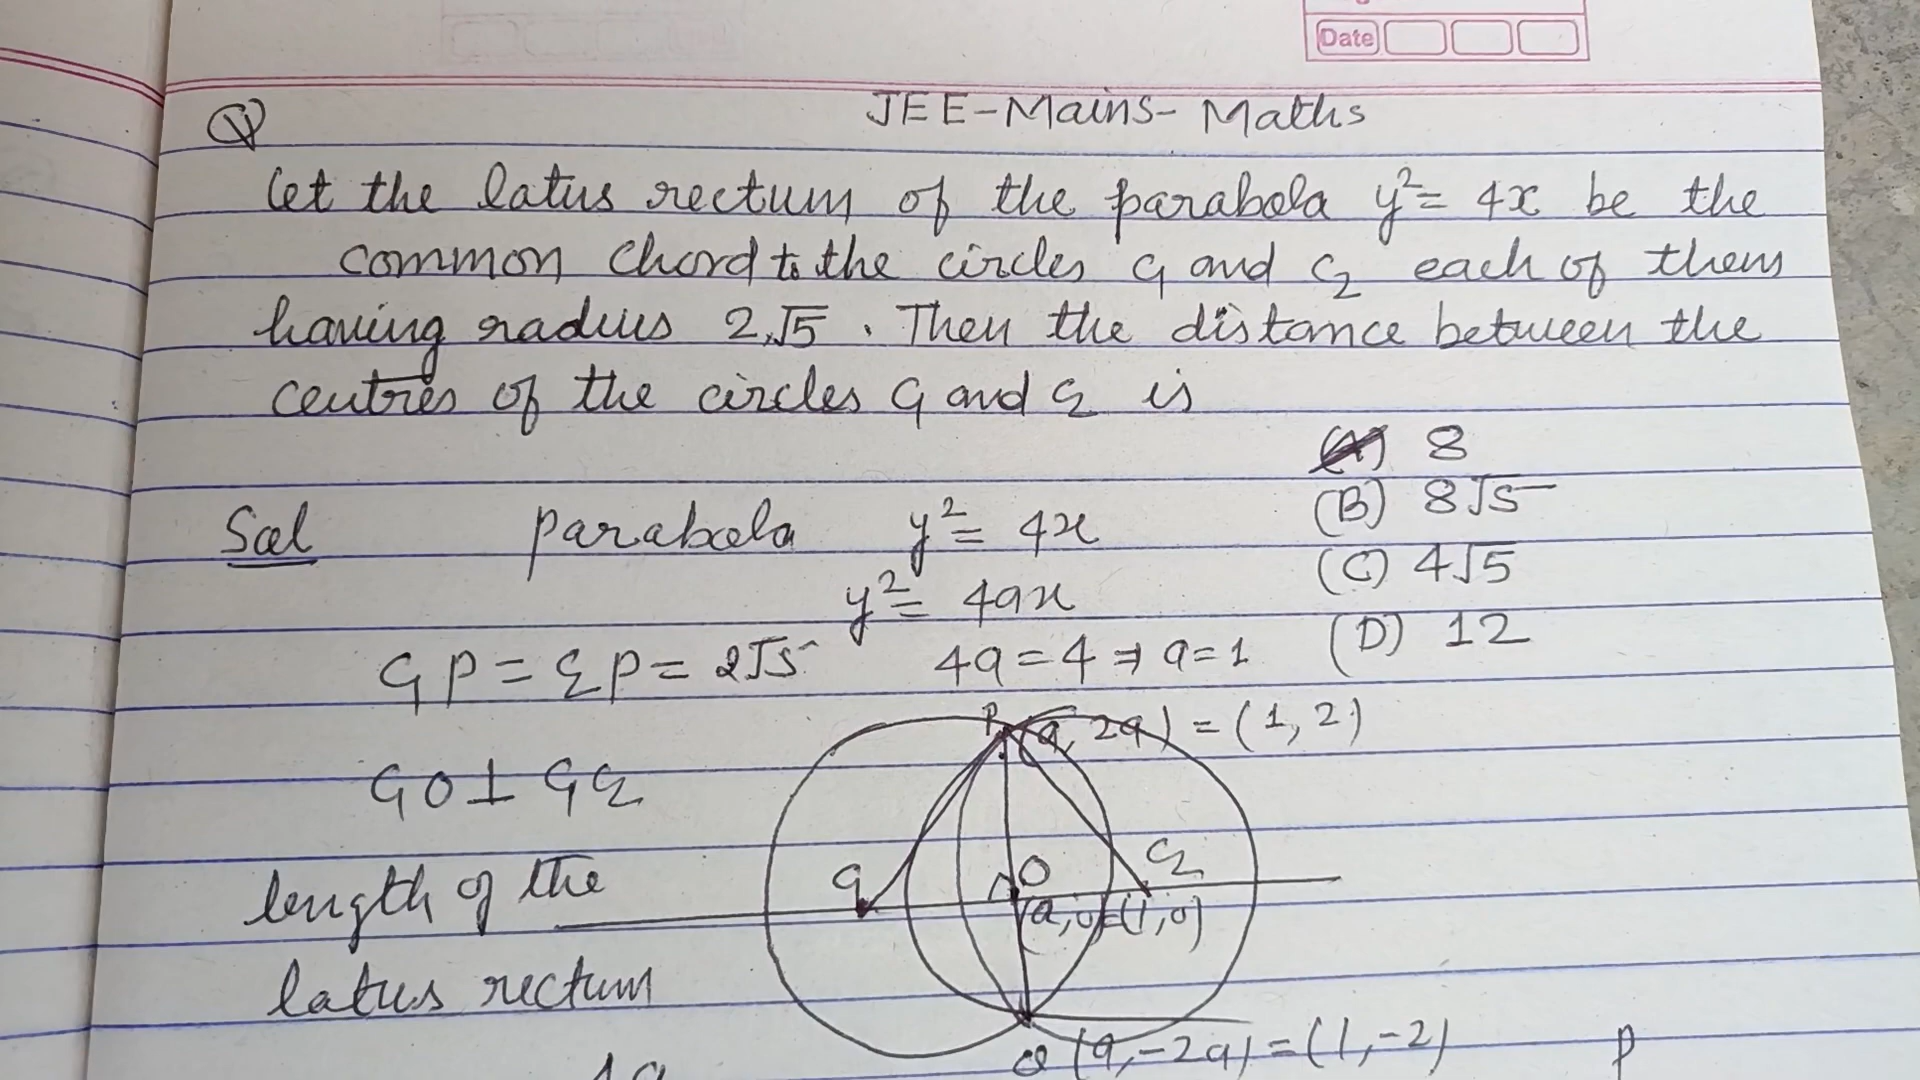 Date
JEE-Mains-Maths
Q
Let the latus rectum of the parabola y²= 4x be the
common chord to the circles C₁ and C₂ each of them
having radius 2√5. Then the distance between the
centres of the circles C₁ and C₂ is
(A) 8
(B) 8√5
(C) 4√5
(D) 12
Sol parabola y²= 4x
y²= 4ax
C₁P = C₂P = 2√5 4a=4 ⇒ a=1
P(a, 2a) = (1, 2)
C₁O ⊥ C₁C₂
C₁ O C₂
(a,0)=(1,0)
length of the
latus rectum
Q (a,-2a) = (1,-2) P
4a